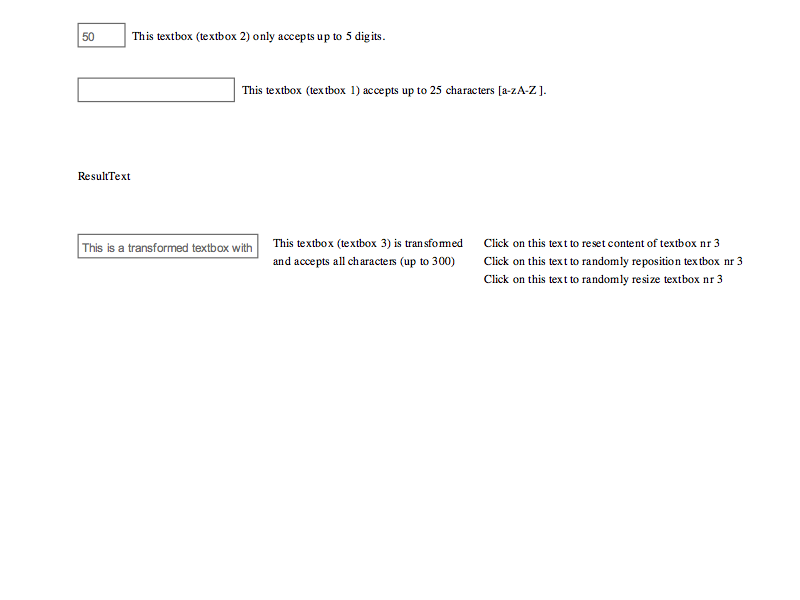 50 This textbox (textbox 2) only accepts up to 5 digits.
This textbox (textbox 1) accepts up to 25 characters [a-zA-Z ].
ResultText
This is a transformed textbox with
This textbox (textbox 3) is transformed
and accepts all characters (up to 300)
Click on this text to reset content of textbox nr 3
Click on this text to randomly reposition textbox nr 3
Click on this text to randomly resize textbox nr 3